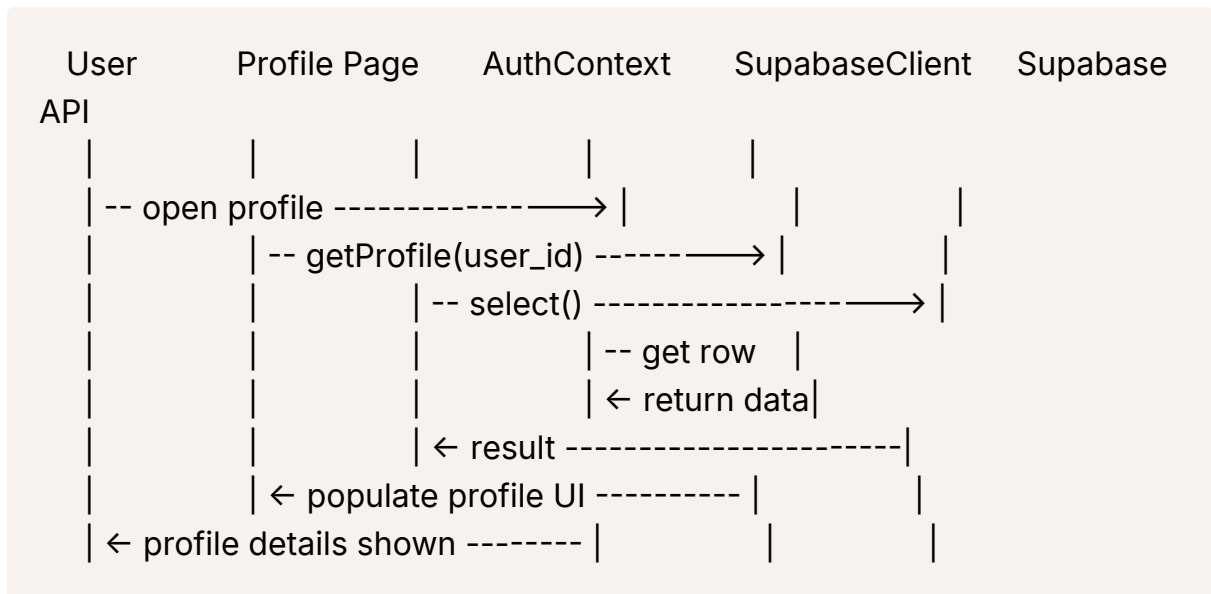 User Profile Page AuthContext SupabaseClient Supabase
API
| | | | |
| -- open profile --------------> | | |
| | -- getProfile(user_id) --------> | |
| | | -- select() -------------------> |
| | | | -- get row |
| | | | ← return data|
| | | ← result -----------------------|
| | ← populate profile UI ---------- | |
| ← profile details shown -------- | | |